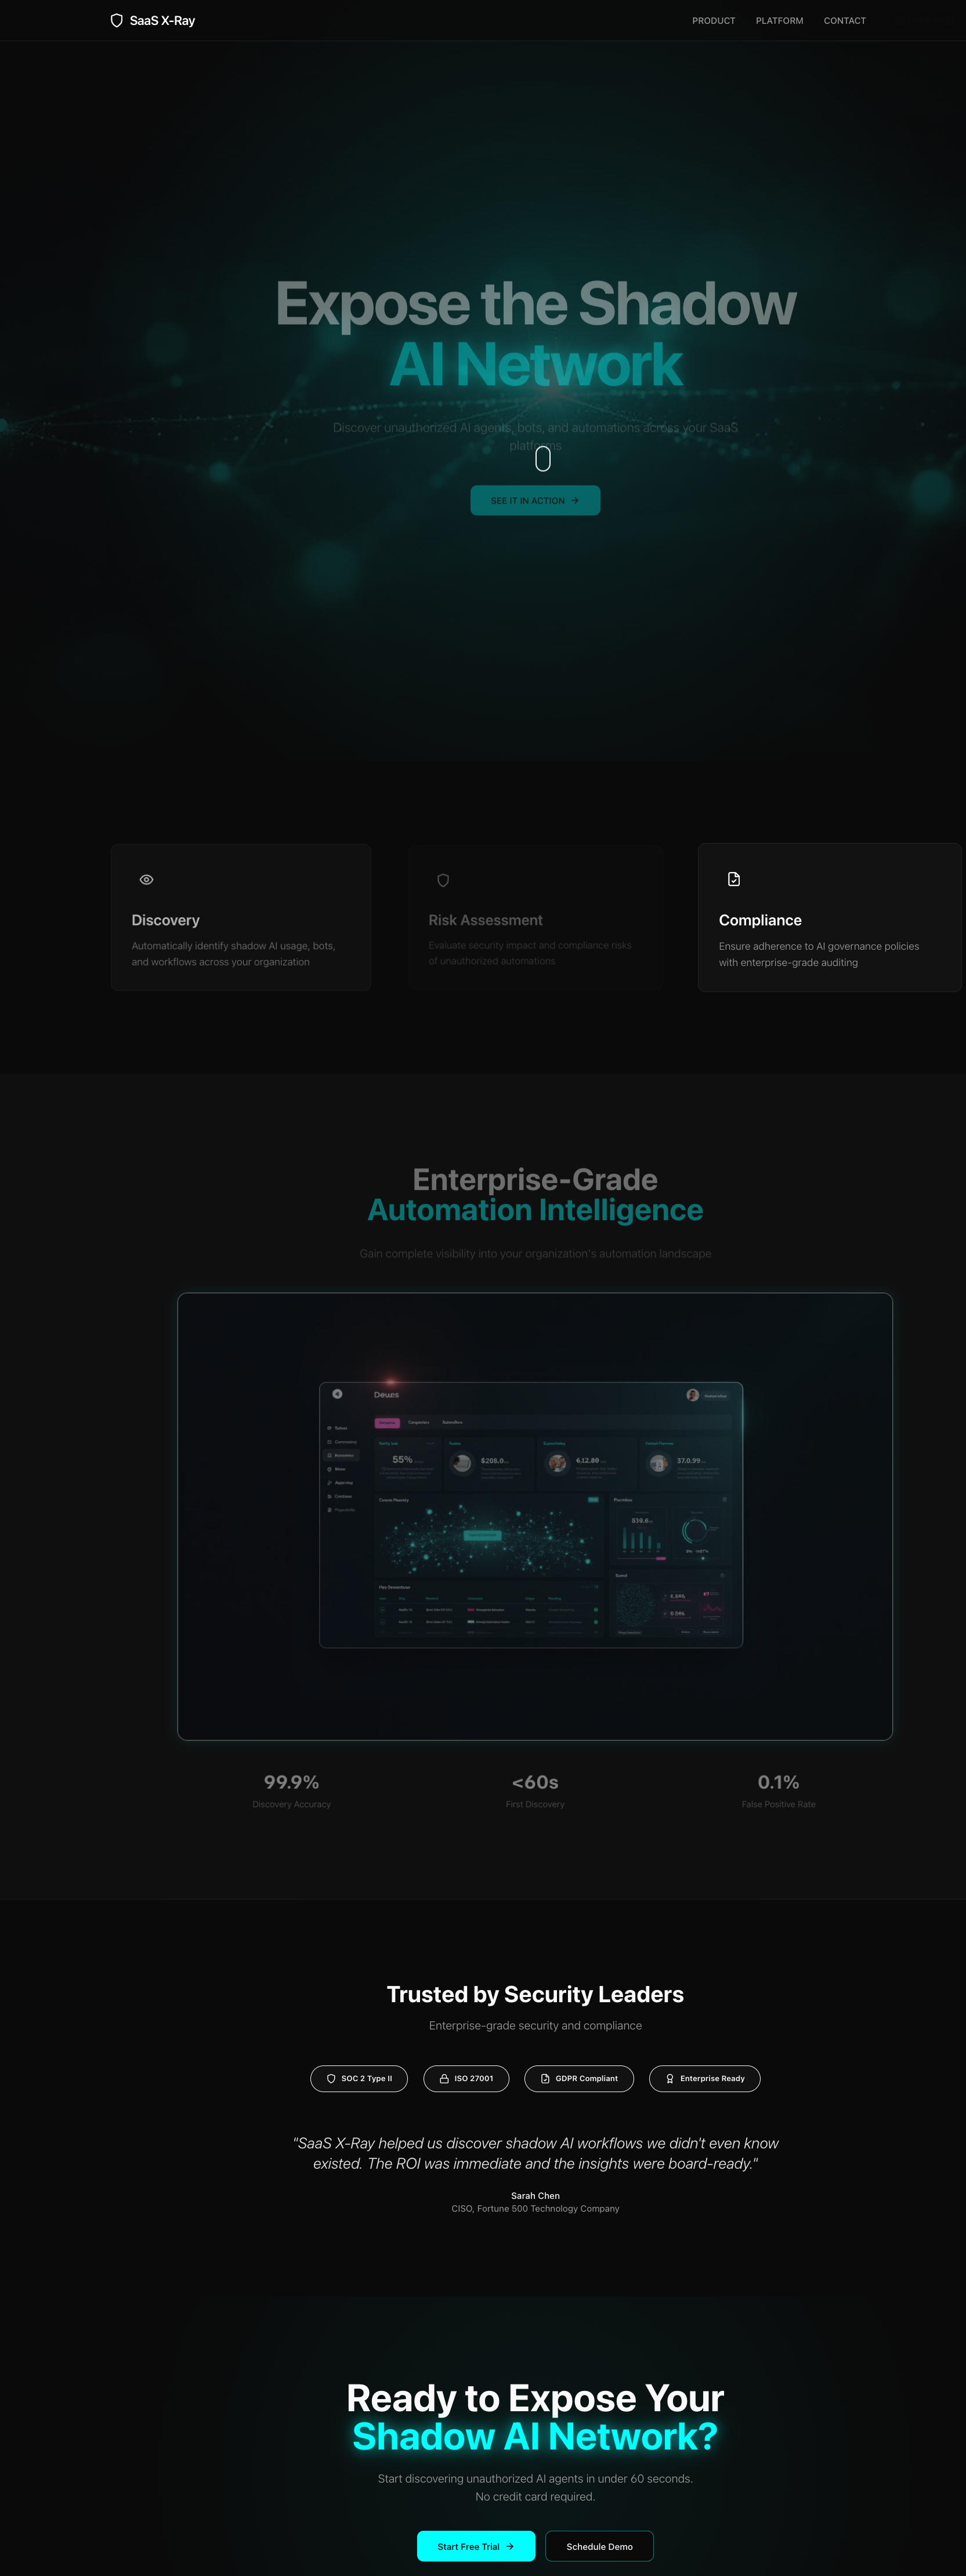 SaaS X-Ray
PRODUCT
PLATFORM
CONTACT
Expose the Shadow
AI Network
Discover unauthorized AI agents, bots, and automations across your SaaS
platforms
SEE IT IN ACTION
Discovery
Automatically identify shadow AI usage, bots,
and workflows across your organization
Risk Assessment
Evaluate security impact and compliance risks
of unauthorized automations
Compliance
Ensure adherence to AI governance policies
with enterprise-grade auditing
Enterprise-Grade
Automation Intelligence
Gain complete visibility into your organization's automation landscape
55%
$208.0
99.9%
Discovery Accuracy
<60s
First Discovery
0.1%
False Positive Rate
Trusted by Security Leaders
Enterprise-grade security and compliance
SOC 2 Type II
ISO 27001
GDPR Compliant
Enterprise Ready
"SaaS X-Ray helped us discover shadow AI workflows we didn't even know
existed. The ROI was immediate and the insights were board-ready."
Sarah Chen
CISO, Fortune 500 Technology Company
Ready to Expose Your
Shadow AI Network?
Start discovering unauthorized AI agents in under 60 seconds.
No credit card required.
Start Free Trial
Schedule Demo